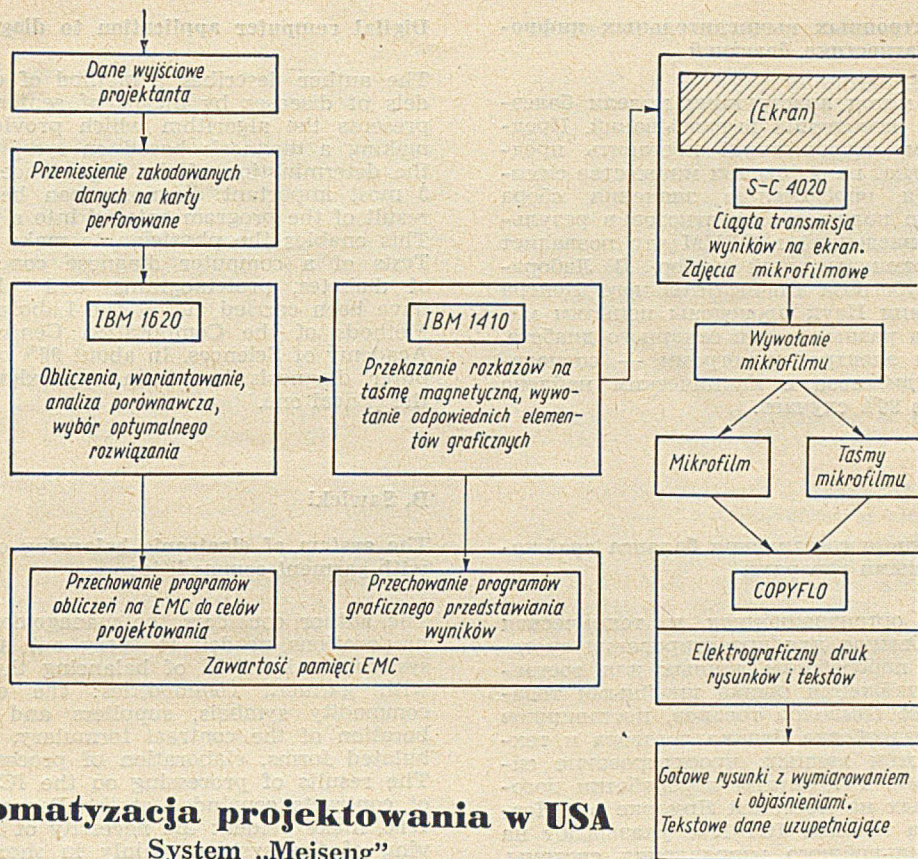 Dane wyjściowe
projektanta
Przeniesienie zakodowanych
danych na karty
perforowane
IBM 1620
Obliczenia, wariantowanie,
analiza porównawcza,
wybór optymalnego
rozwiązania
IBM 1410
Przekazanie rozkazów na
taśmę magnetyczną, wywo-
łanie odpowiednich elemen-
tów graficznych
(Ekran)
S-C 4020
Ciągła transmisja
wyników na ekran.
Zdjęcia mikrofilmowe
Wywołanie
mikrofilmu
Mikrofilm
Taśmy
mikrofilmu
COPYFLO
Elektrograficzny druk
rysunków i tekstów
Gotowe rysunki z wymiarowaniem
i objaśnieniami.
Tekstowe dane uzupełniające
Przechowanie programów
obliczeń na EMC do celów
projektowania
Przechowanie programów
graficznego przedstawiania
wyników
Zawartość pamięci EMC
omatyzacja projektowania w USA
System „Mejseng”